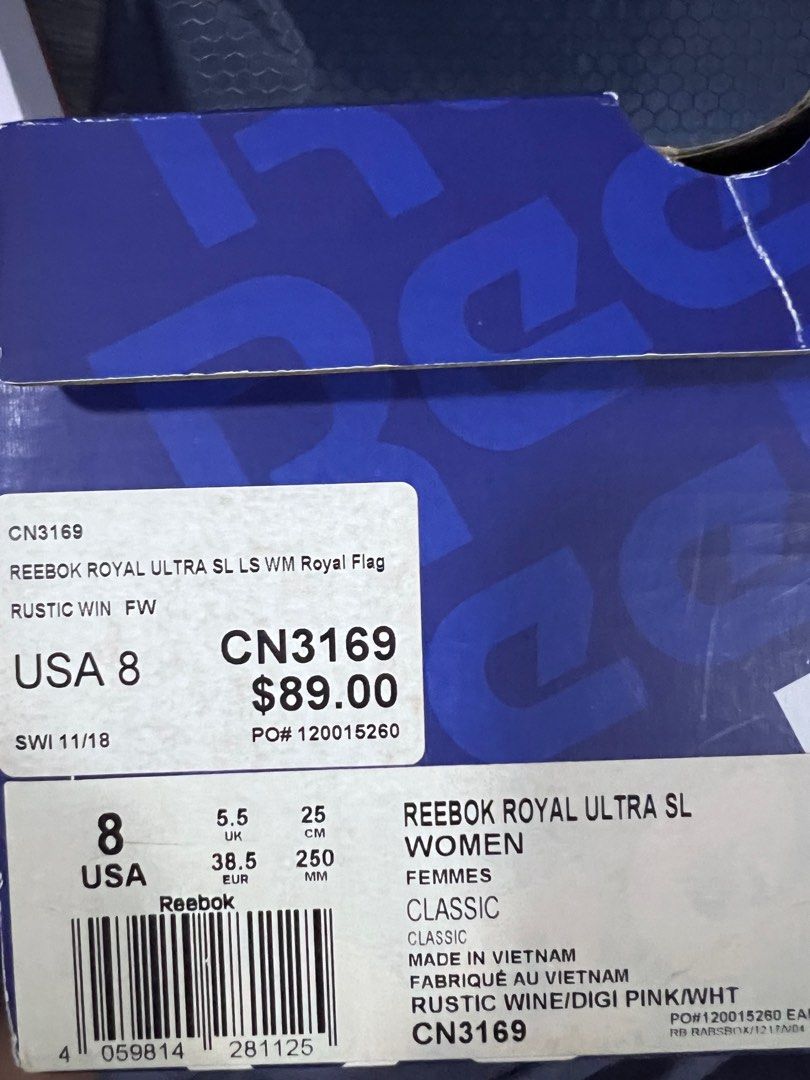 CN3169
REEBOK ROYAL ULTRA SL LS WM Royal Flag
RUSTIC WIN FW
USA 8
CN3169
$89.00
SWI 11/18
PO# 120015260
8
USA
5.5
UK
25
CM
38.5
EUR
250
MM
Reebok
4 059814 281125
REEBOK ROYAL ULTRA SL
WOMEN
FEMMES
CLASSIC
CLASSIC
MADE IN VIETNAM
FABRIQUÉ AU VIETNAM
RUSTIC WINE/DIGI PINK/WHT
CN3169
PO#120015260